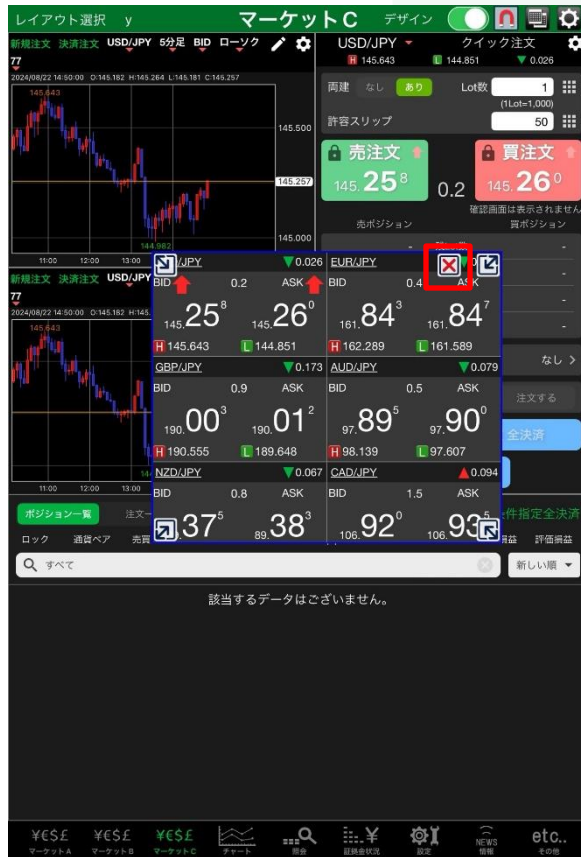 レイアウト選択 y マーケットC デザイン
新規注文 決済注文 USD/JPY 5分足 BID ローソク
77
2024/08/22 14:50:00 O:145.182 H:145.264 L:145.181 C:145.257
145.643
145.500
145.257
145.000
144.982
11:00 12:00 13:00
USD/JPY クイック注文
H 145.643 L 144.851 ▼0.026
両建 なし あり Lot数 1
(1Lot=1,000)
許容スリップ 50
売注文 買注文
145.258 0.2 145.260
確認画面は表示されません
売ポジション 買ポジション
新規注文 決済注文 USD/JPY
77
2024/08/22 14:50:00 O:145.182 H:145
145.643
11:00 12:00 13:00
/JPY ▼0.026 EUR/JPY
BID 0.2 ASK BID 0.4 ASK
145.258 145.260 161.843 161.847
H 145.643 L 144.851 H 162.289 L 161.589
GBP/JPY ▼0.173 AUD/JPY ▼0.079
BID 0.9 ASK BID 0.5 ASK
190.003 190.012 97.895 97.900
H 190.555 L 189.648 H 98.139 L 97.607
NZD/JPY ▼0.067 CAD/JPY ▲0.094
BID 0.8 ASK BID 1.5 ASK
375 89.383 106.920 106.935
なし >
注文する
全決済
ポジション一覧 注文一 件指定全決済
ロック 通貨ペア 売買 損益 評価損益
すべて 新しい順
該当するデータはございません。
¥€$£ ¥€$£ ¥€$£ NEWS etc..
マーケットA マーケットB マーケットC チャート 照会 証拠金状況 設定 情報 その他